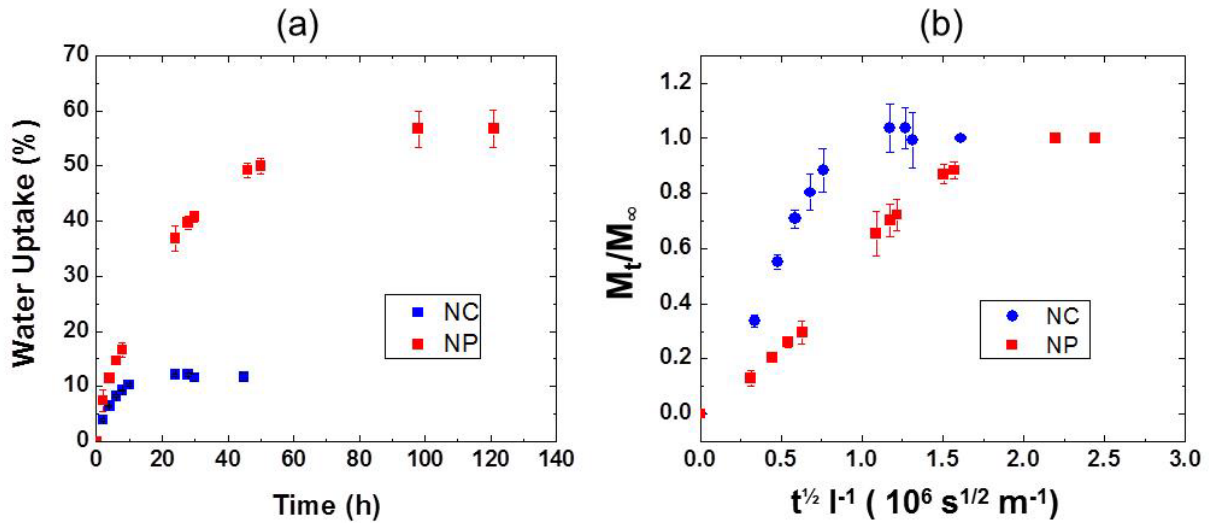 (a)
70
60
50
40
30
20
10
0
0 20 40 60 80 100 120 140
Water Uptake (%)
Time (h)
NC
NP
(b)
1.2
1.0
0.8
0.6
0.4
0.2
0.0
0.0 0.5 1.0 1.5 2.0 2.5 3.0
Mₜ/M∞
t½ l⁻¹ ( 10⁶ s¹/² m⁻¹)
NC
NP